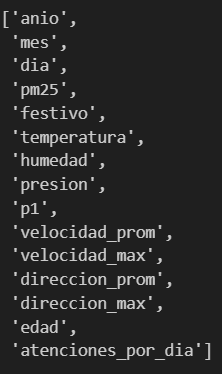 ['anio',
'mes',
'dia',
'pm25',
'festivo',
'temperatura',
'humedad',
'presion',
'p1',
'velocidad_prom',
'velocidad_max',
'direccion_prom',
'direccion_max',
'edad',
'atenciones_por_dia']